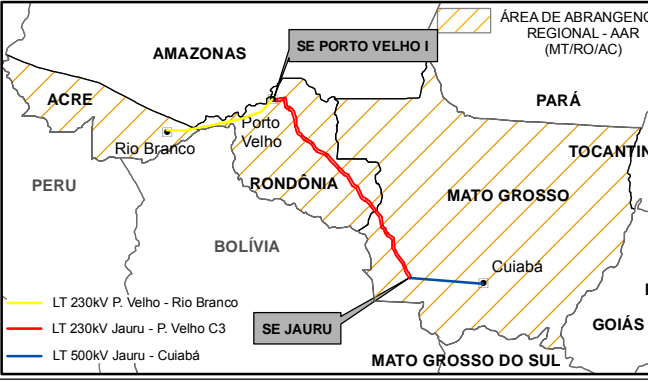 ÁREA DE ABRANGENC
REGIONAL - AAR
(MT/RO/AC)
AMAZONAS
SE PORTO VELHO I
ACRE
PARÁ
Porto
Velho
Rio Branco
TOCANTIN
PERU
RONDÔNIA
MATO GROSSO
BOLÍVIA
Cuiabá
LT 230kV P. Velho - Rio Branco
LT 230kV Jauru - P. Velho C3
SE JAURU
GOIÁS
LT 500kV Jauru - Cuiabá
MATO GROSSO DO SUL